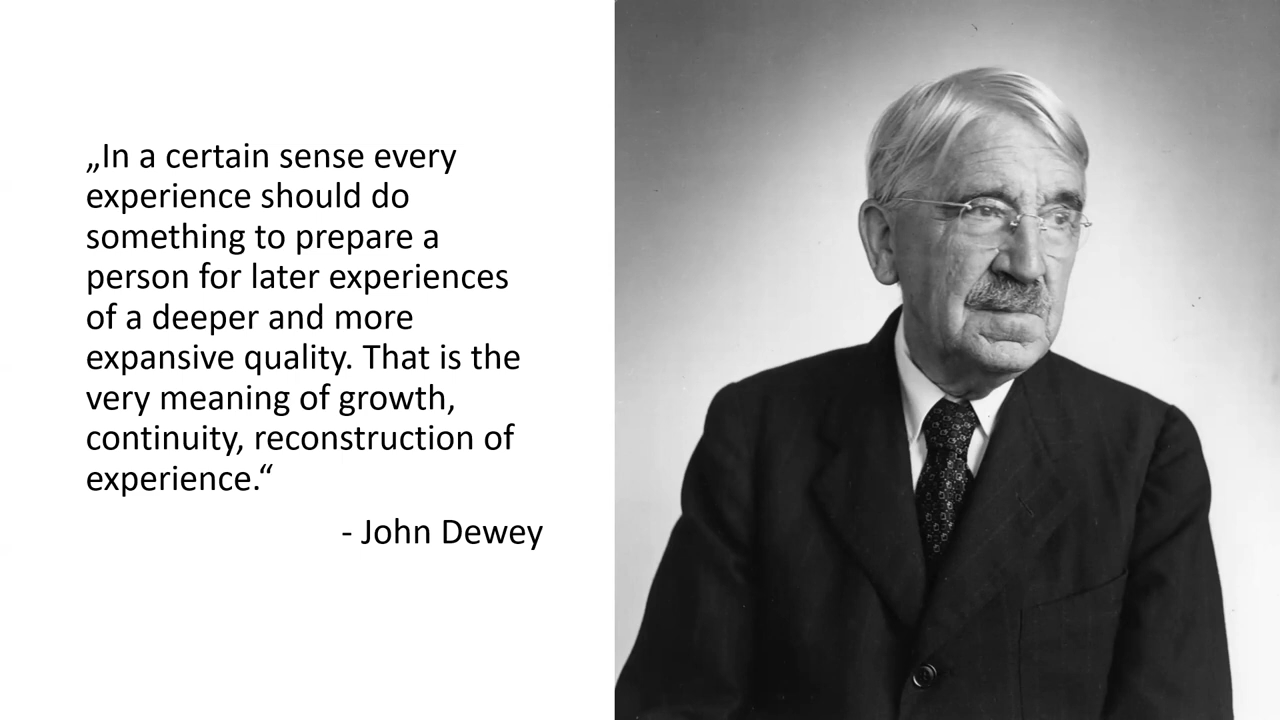 „In a certain sense every
experience should do
something to prepare a
person for later experiences
of a deeper and more
expansive quality. That is the
very meaning of growth,
continuity, reconstruction of
experience.“
- John Dewey